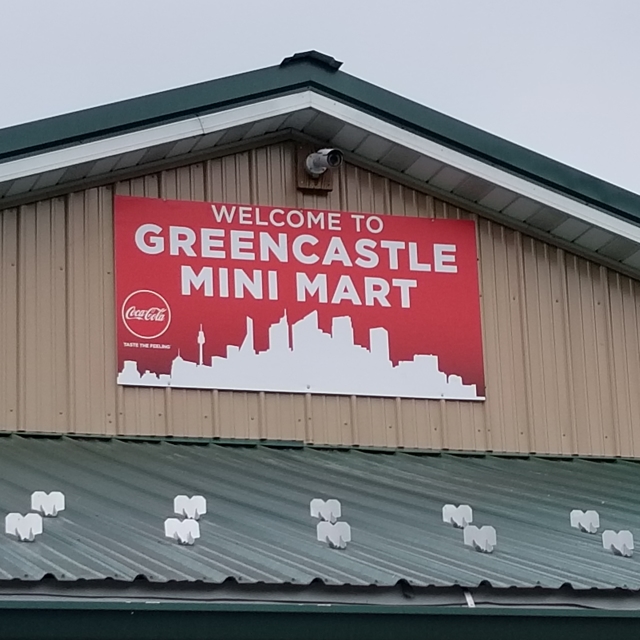 WELCOME TO
GREENCASTLE
MINI MART
Coca-Cola
TASTE THE FEELING